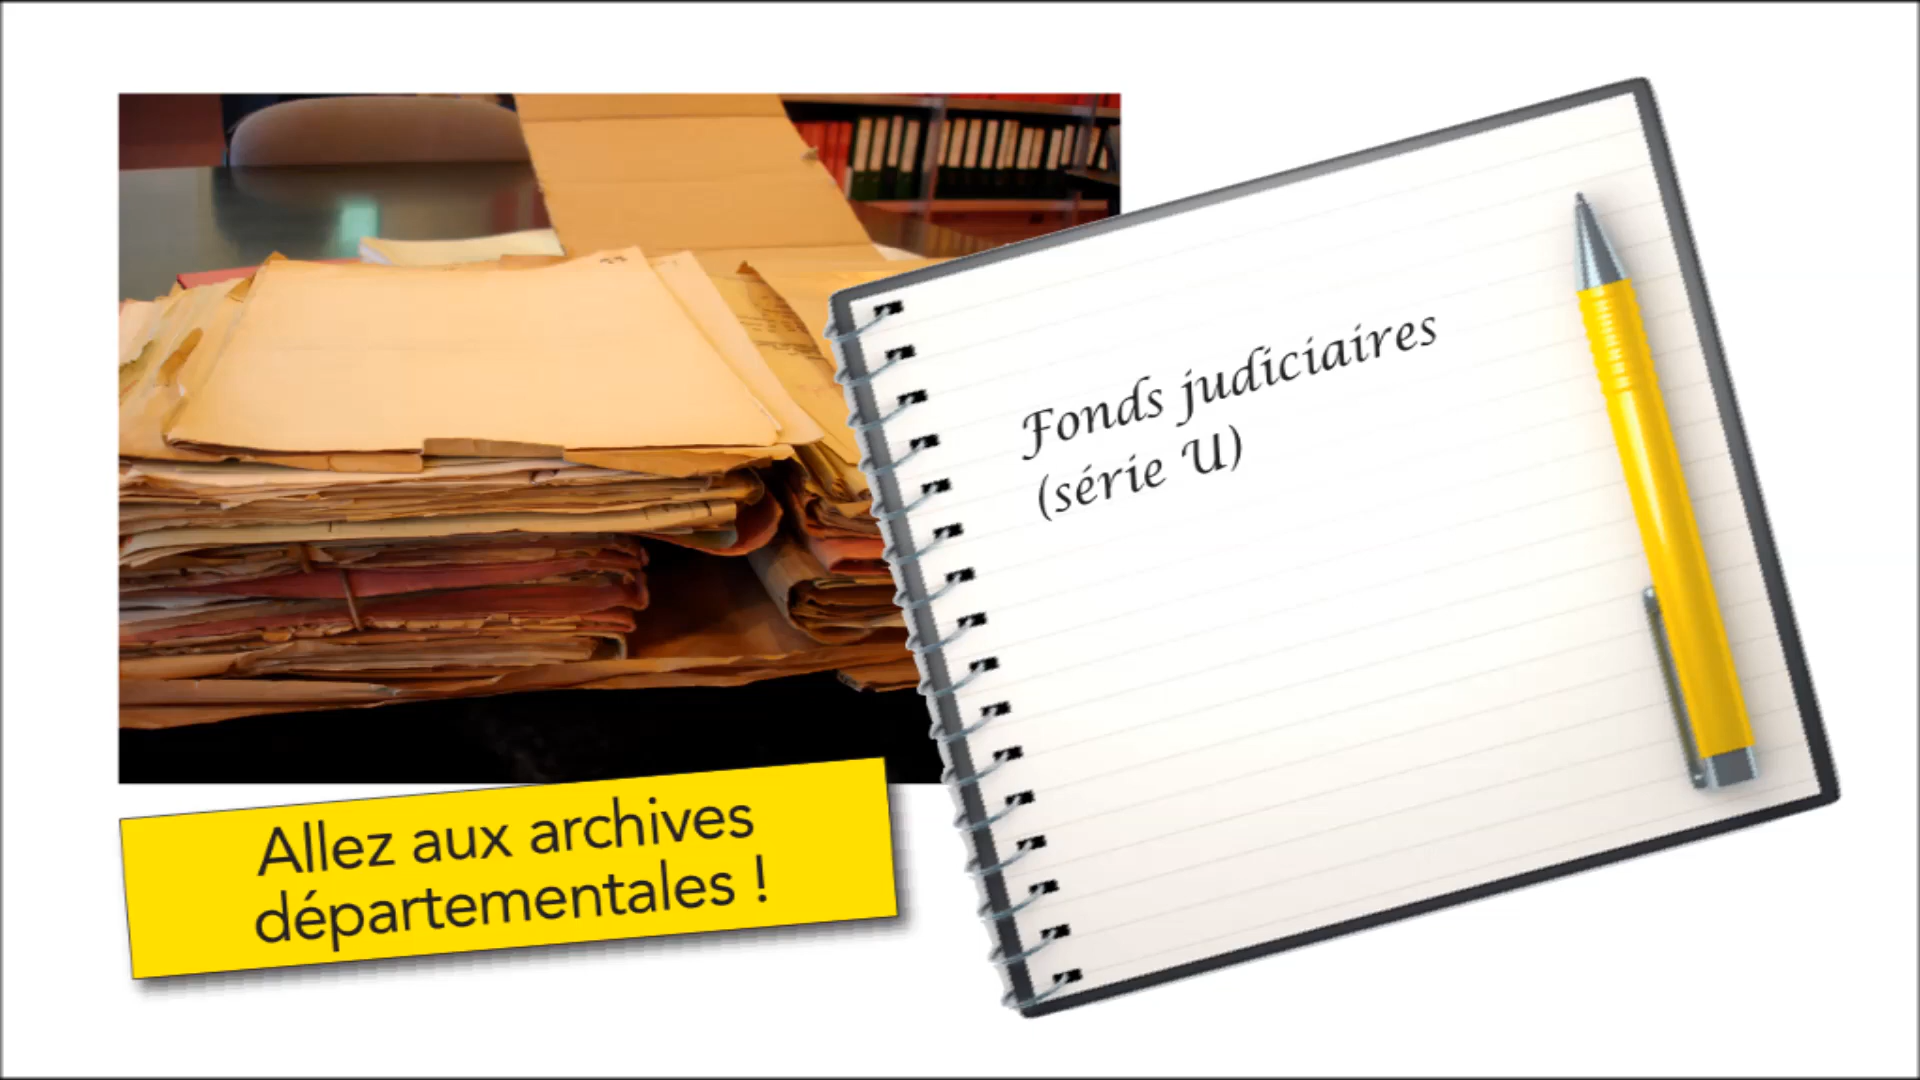 Fonds judiciaires
(série U)
Allez aux archives
départementales !